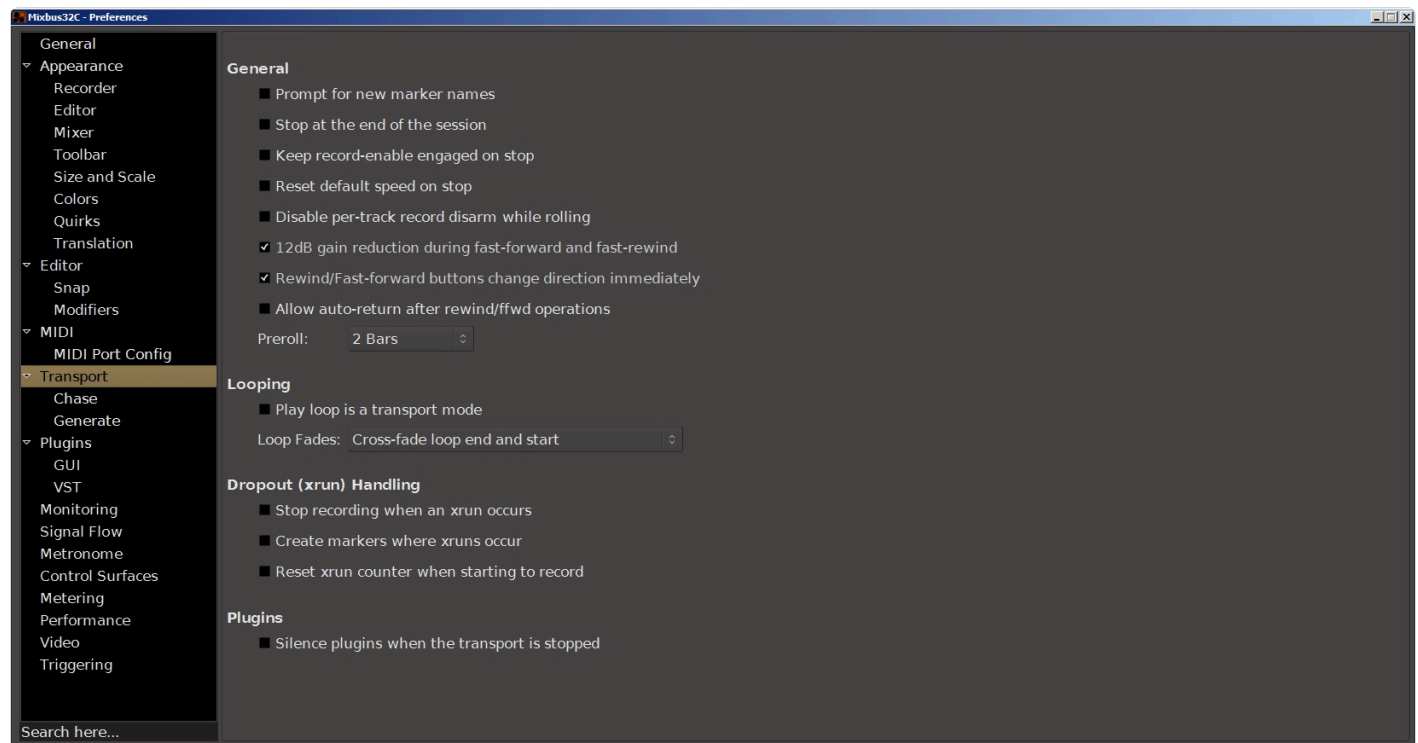 Mixbus32C - Preferences
General
Appearance
Recorder
Editor
Mixer
Toolbar
Size and Scale
Colors
Quirks
Translation
Editor
Snap
Modifiers
MIDI
MIDI Port Config
Transport
Chase
Generate
Plugins
GUI
VST
Monitoring
Signal Flow
Metronome
Control Surfaces
Metering
Performance
Video
Triggering
Search here...
General
Prompt for new marker names
Stop at the end of the session
Keep record-enable engaged on stop
Reset default speed on stop
Disable per-track record disarm while rolling
12dB gain reduction during fast-forward and fast-rewind
Rewind/Fast-forward buttons change direction immediately
Allow auto-return after rewind/ffwd operations
Preroll: 2 Bars
Looping
Play loop is a transport mode
Loop Fades: Cross-fade loop end and start
Dropout (xrun) Handling
Stop recording when an xrun occurs
Create markers where xruns occur
Reset xrun counter when starting to record
Plugins
Silence plugins when the transport is stopped